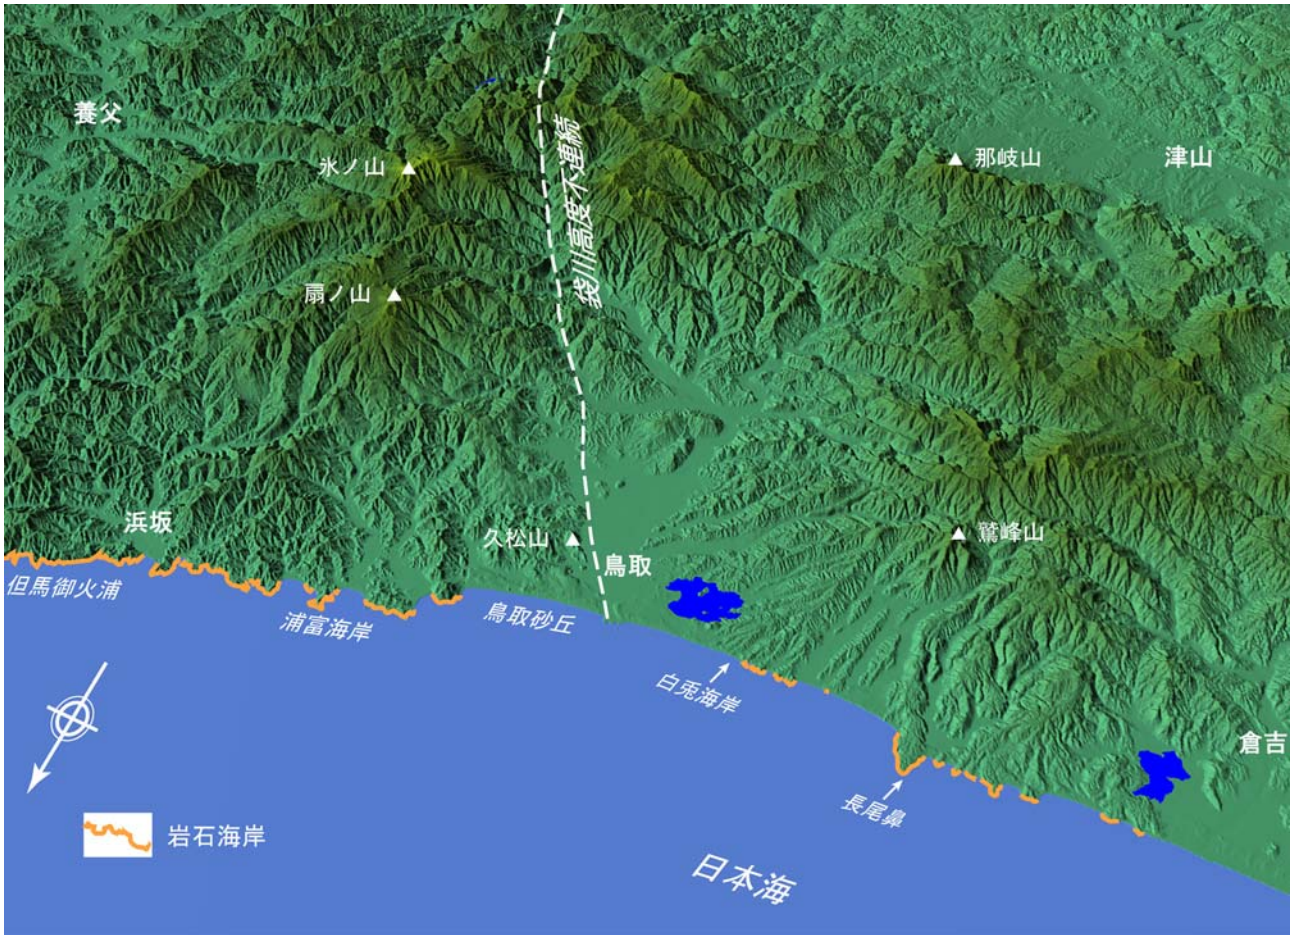 養父
氷ノ山
扇ノ山
袋川高度不連続
那岐山
津山
浜坂
久松山
鳥取
鷲峰山
但馬御火浦
浦富海岸
鳥取砂丘
白兎海岸
倉吉
長尾鼻
岩石海岸
日本海